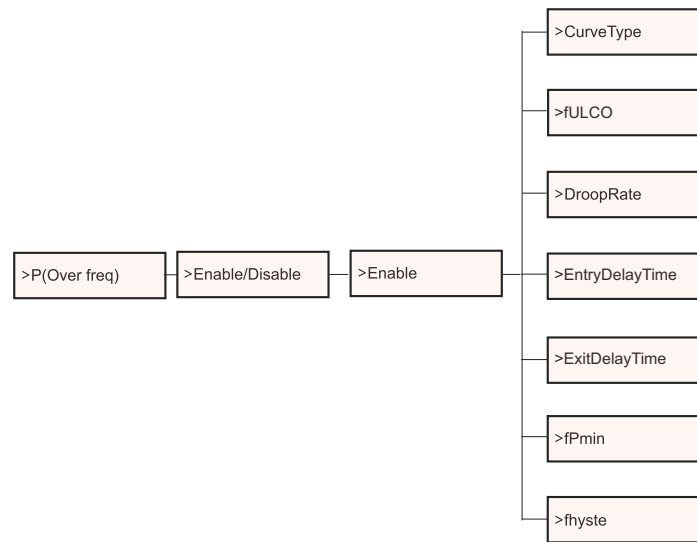 >P(Over freq)
>Enable/Disable
>Enable
>CurveType
>fULCO
>DroopRate
>EntryDelayTime
>ExitDelayTime
>fPmin
>fhyste